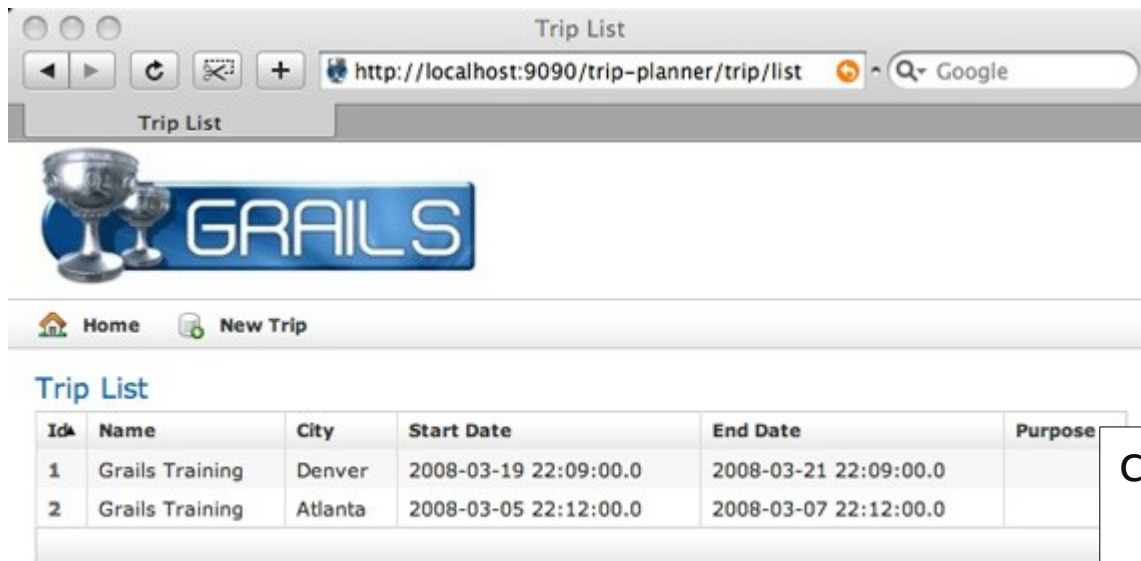 Trip List
http://localhost:9090/trip-planner/trip/list
Google
Trip List
GRAILS
Home New Trip
Trip List
Id Name City Start Date End Date Purpose
1 Grails Training Denver 2008-03-19 22:09:00.0 2008-03-21 22:09:00.0
2 Grails Training Atlanta 2008-03-05 22:12:00.0 2008-03-07 22:12:00.0